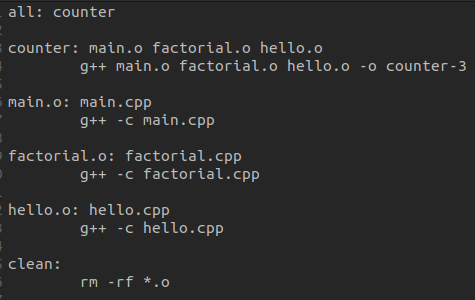 all: counter
counter: main.o factorial.o hello.o
g++ main.o factorial.o hello.o -o counter-3
main.o: main.cpp
g++ -c main.cpp
factorial.o: factorial.cpp
g++ -c factorial.cpp
hello.o: hello.cpp
g++ -c hello.cpp
clean:
rm -rf *.o